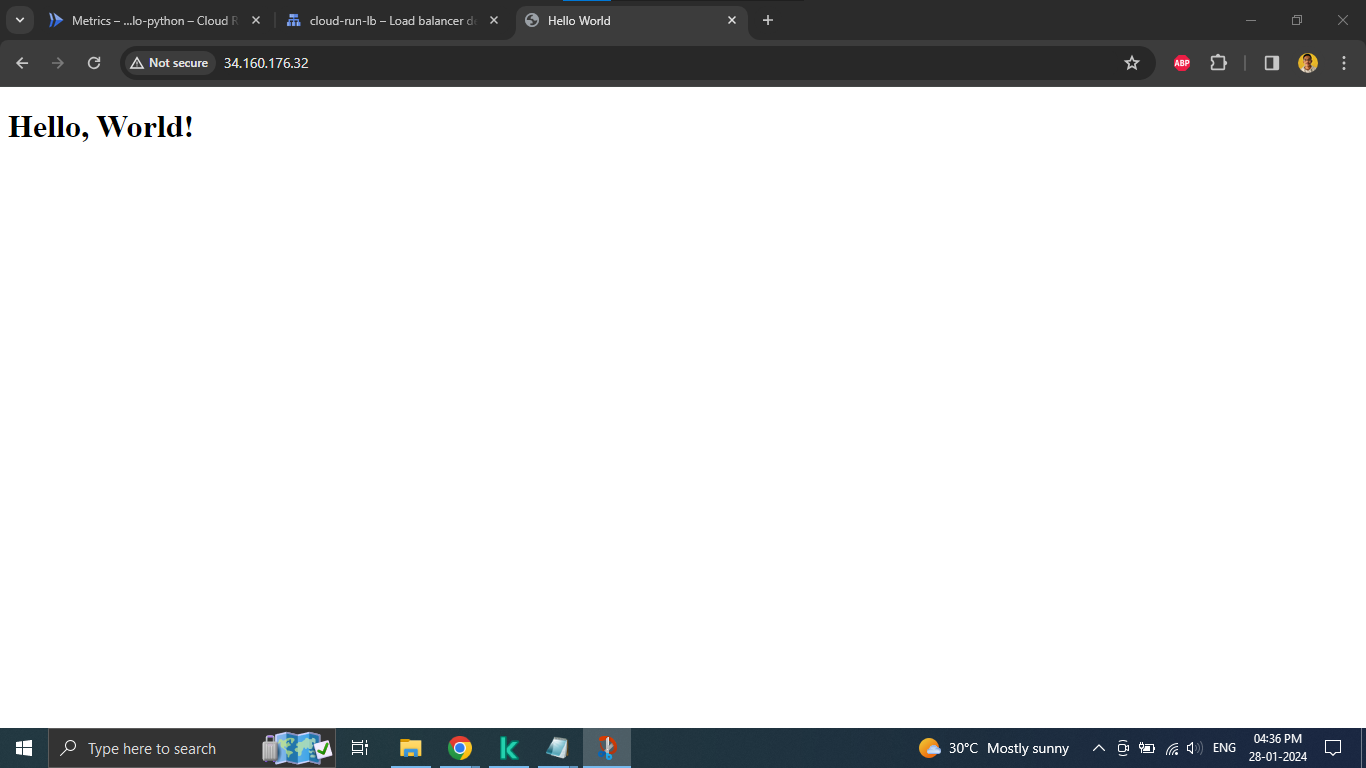 Metrics – ...lo-python – Cloud R
cloud-run-lb – Load balancer de
Hello World
Not secure
34.160.176.32
ABP
Hello, World!
Type here to search
k
30°C Mostly sunny
ENG
04:36 PM
28-01-2024